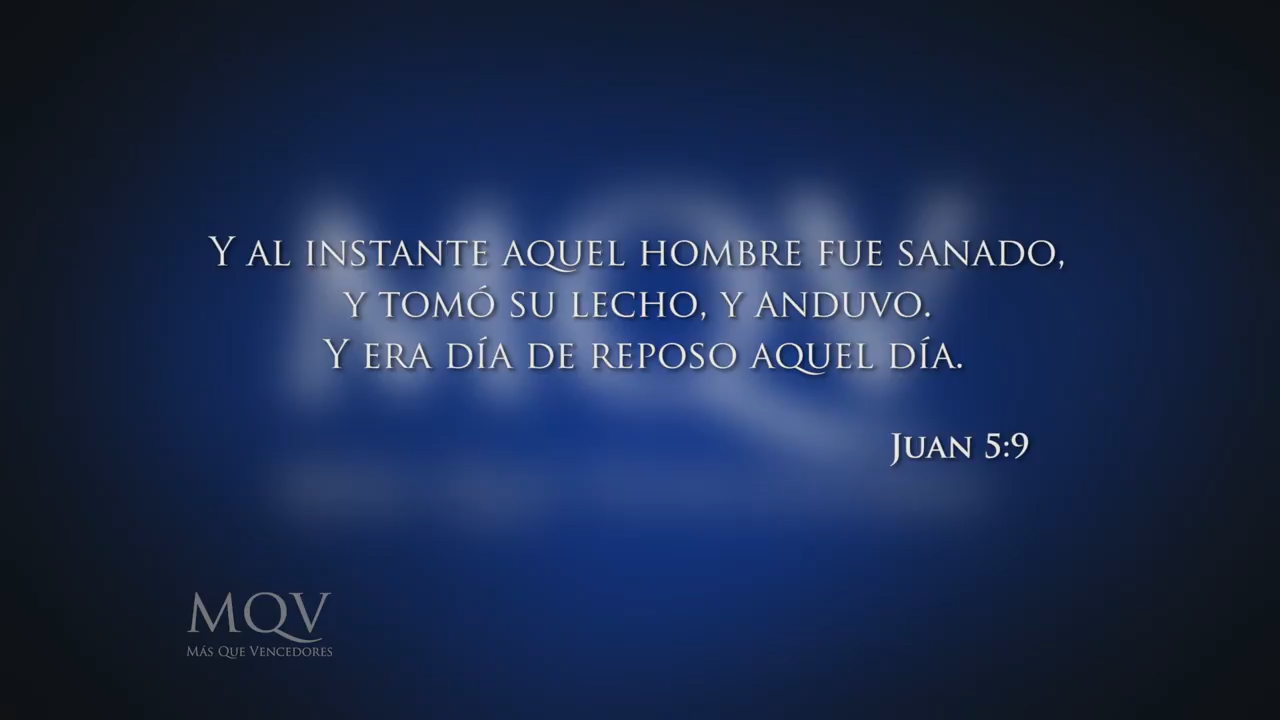 Y al instante aquel hombre fue sanado,
y tomó su lecho, y anduvo.
Y era día de reposo aquel día.
Juan 5:9
MQV
Más Que Vencedores